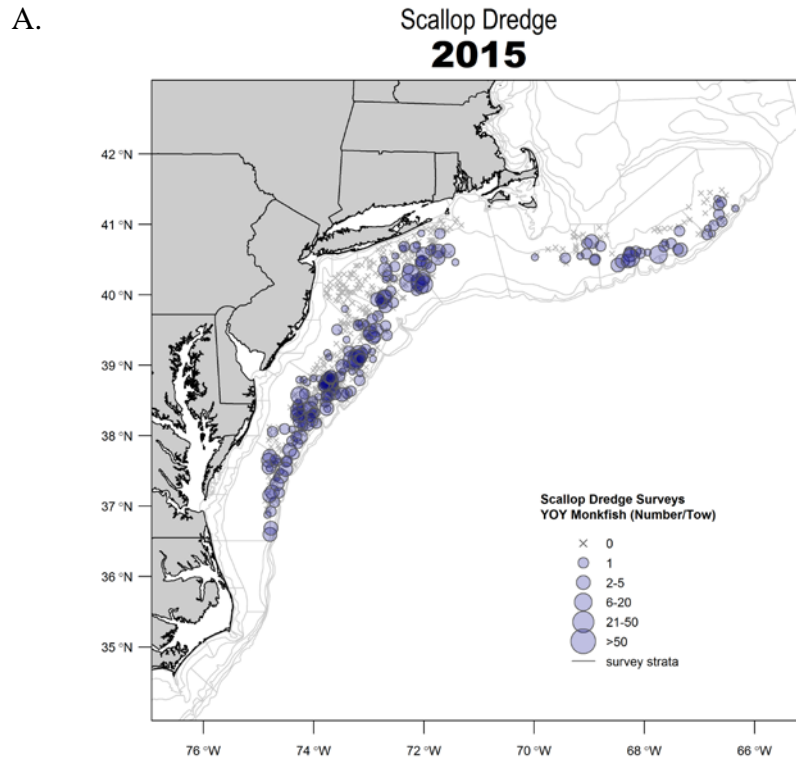 A.
Scallop Dredge
2015
42 °N
41 °N
40 °N
39 °N
38 °N
37 °N
36 °N
35 °N
Scallop Dredge Surveys
YOY Monkfish (Number/Tow)
0
1
2-5
6-20
21-50
>50
survey strata
76 °W
74 °W
72 °W
70 °W
68 °W
66 °W